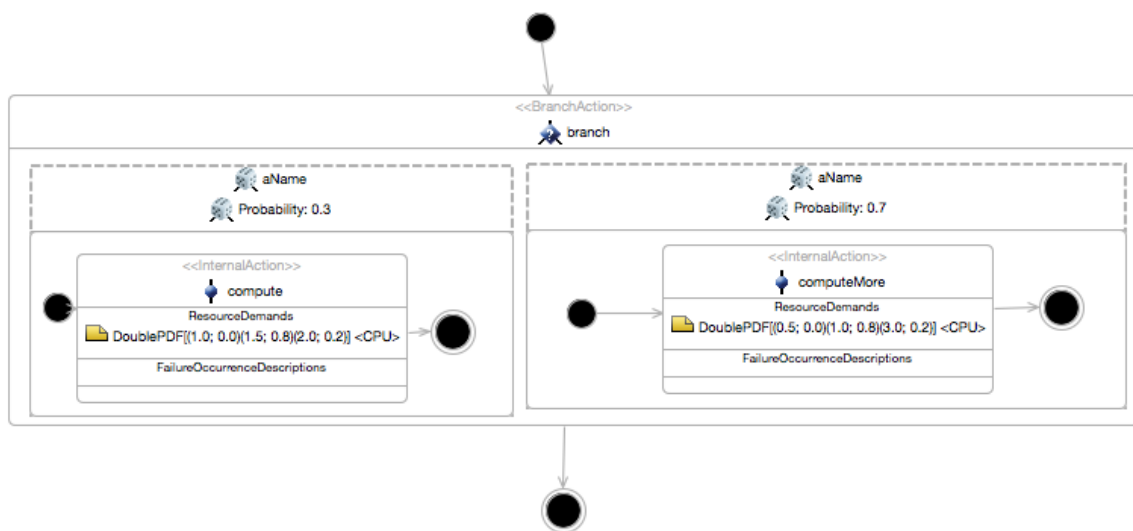 <<BranchAction>>
branch
aName
Probability: 0.3
<<InternalAction>>
compute
ResourceDemands
DoublePDF[(1.0; 0.0)(1.5; 0.8)(2.0; 0.2)] <CPU>
FailureOccurrenceDescriptions
aName
Probability: 0.7
<<InternalAction>>
computeMore
ResourceDemands
DoublePDF[(0.5; 0.0)(1.0; 0.8)(3.0; 0.2)] <CPU>
FailureOccurrenceDescriptions